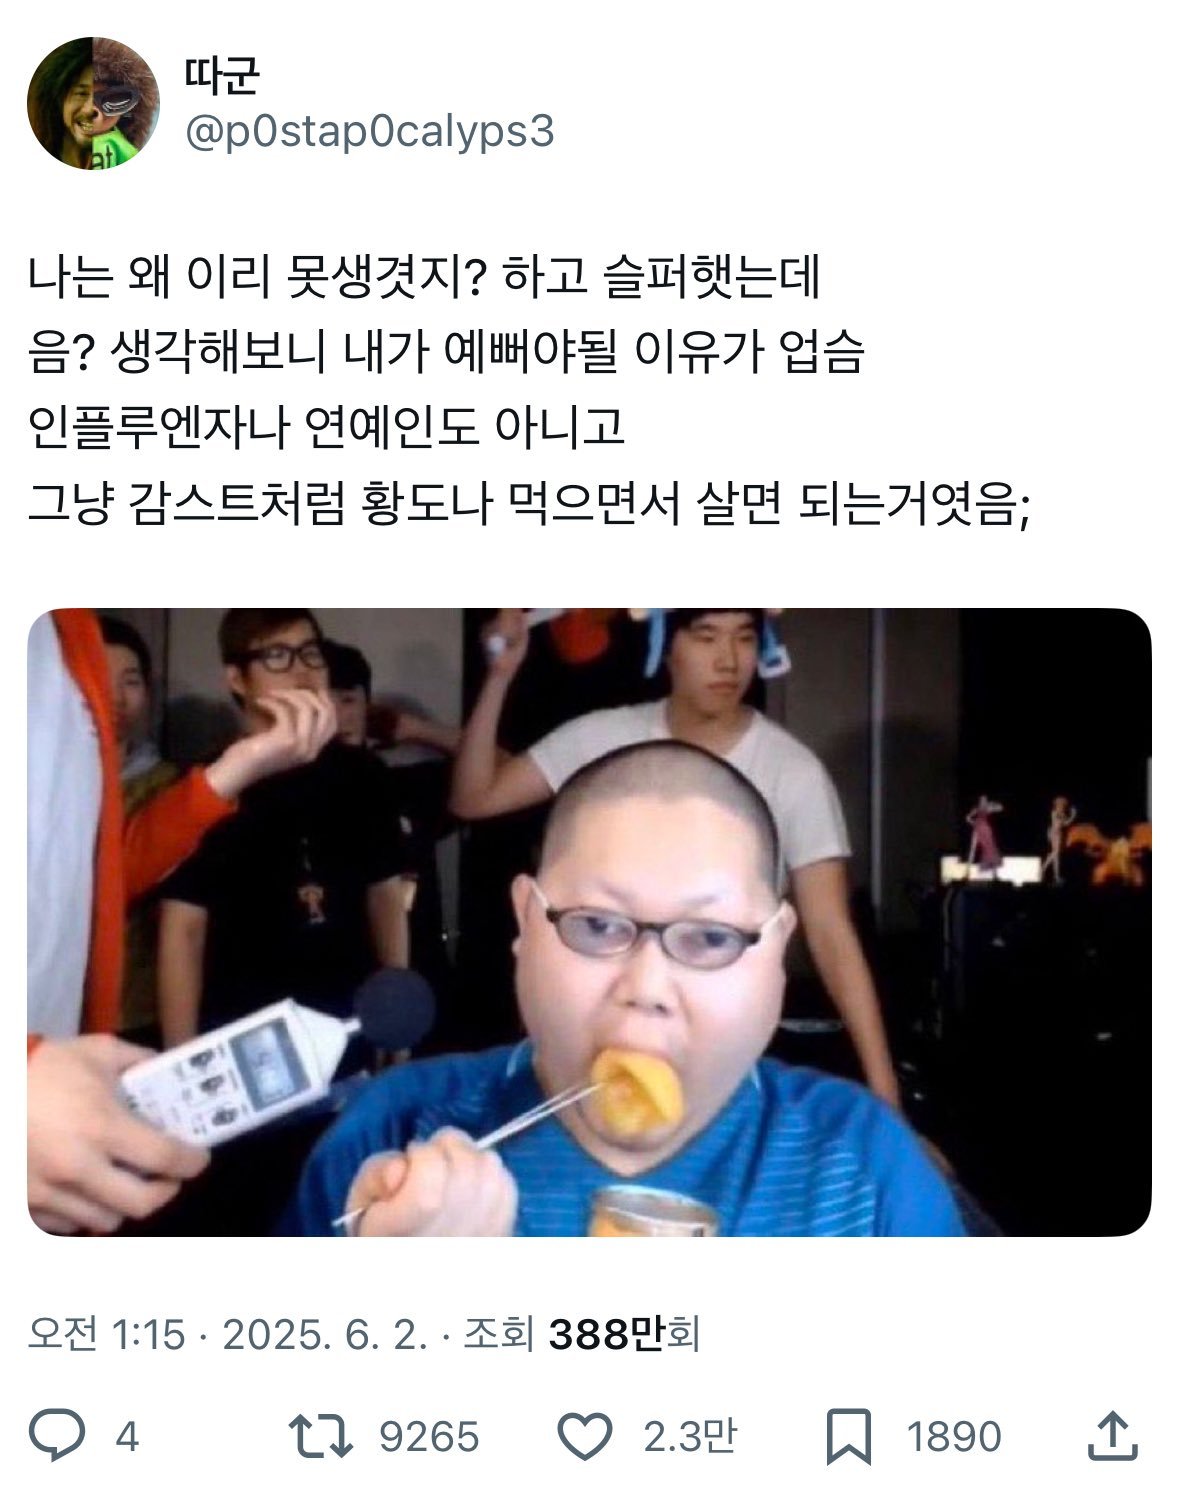 따군
@p0stap0calyps3
나는 왜 이리 못생겻지? 하고 슬퍼햇는데
음? 생각해보니 내가 예뻐야될 이유가 업슴
인플루엔자나 연예인도 아니고
그냥 감스트처럼 황도나 먹으면서 살면 되는거엿음;
오전 1:15 · 2025. 6. 2. · 조회 388만회
4 9265 2.3만 1890